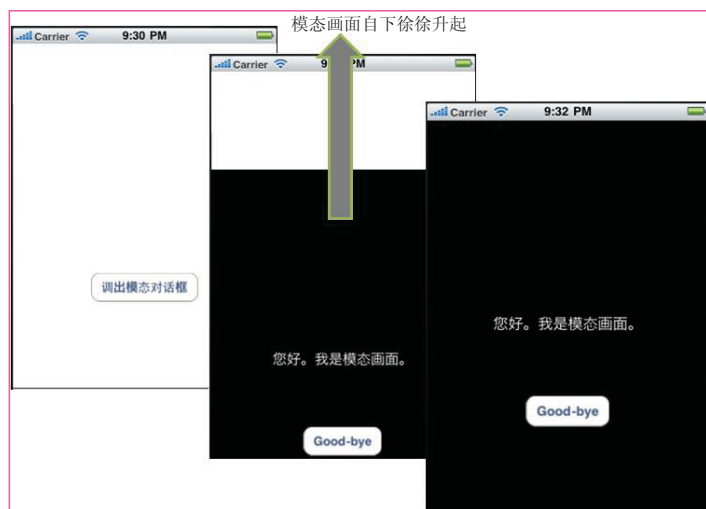 模态画面自下徐徐升起
Carrier 9:30 PM
调出模态对话框
Carrier 9 PM
您好。我是模态画面。
Good-bye
Carrier 9:32 PM
您好。我是模态画面。
Good-bye